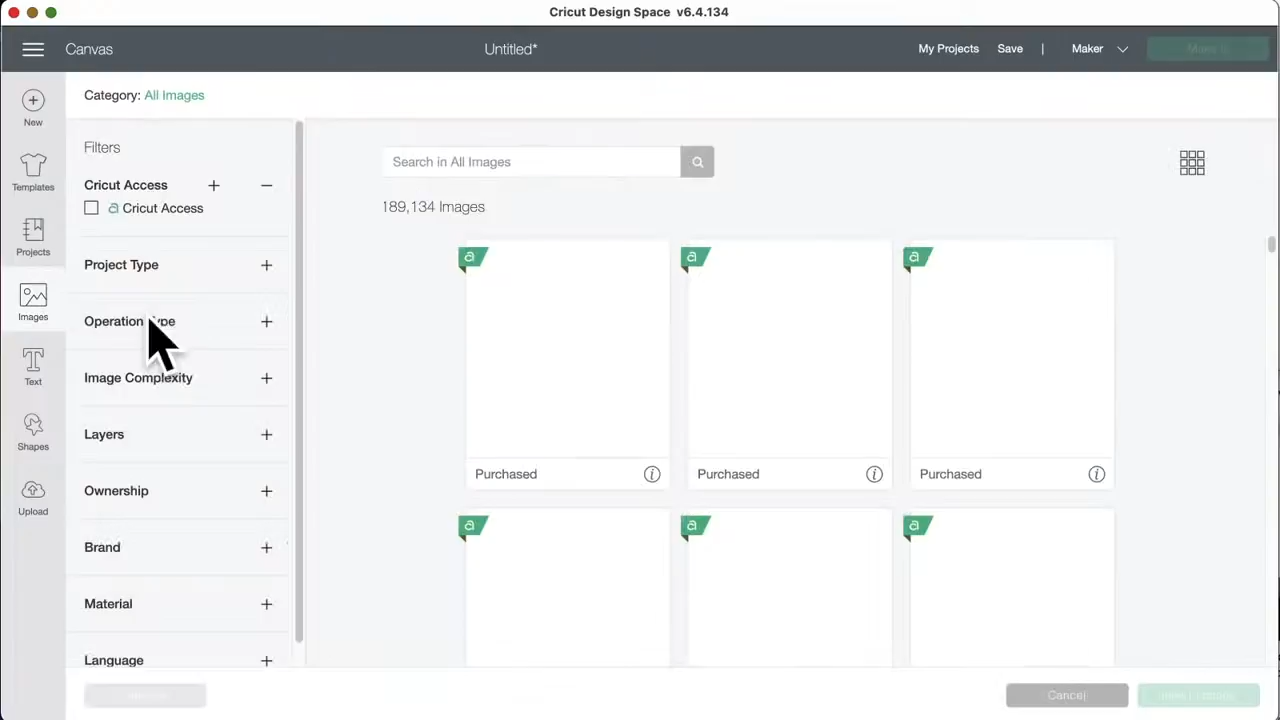 Cricut Design Space v6.4.134
Canvas
Untitled*
My Projects Save | Maker
Make It
New
Templates
Projects
Images
Text
Shapes
Upload
Category: All Images
Filters
Cricut Access
a Cricut Access
Project Type
Operation Type
Image Complexity
Layers
Ownership
Brand
Material
Language
Search in All Images
189,134 Images
a a a
Purchased Purchased Purchased
a a a
Cancel